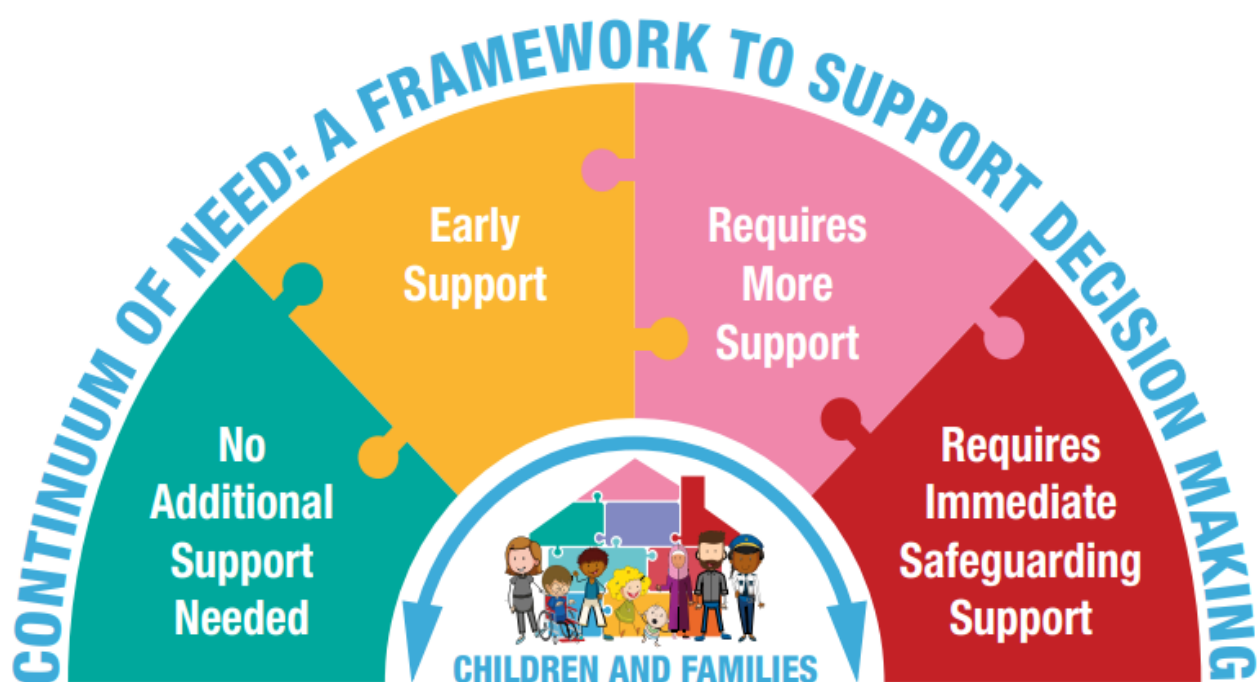 CONTINUUM OF NEED: A FRAMEWORK TO SUPPORT DECISION MAKING
No
Additional
Support
Needed
Early
Support
Requires
More
Support
Requires
Immediate
Safeguarding
Support
CHILDREN AND FAMILIES